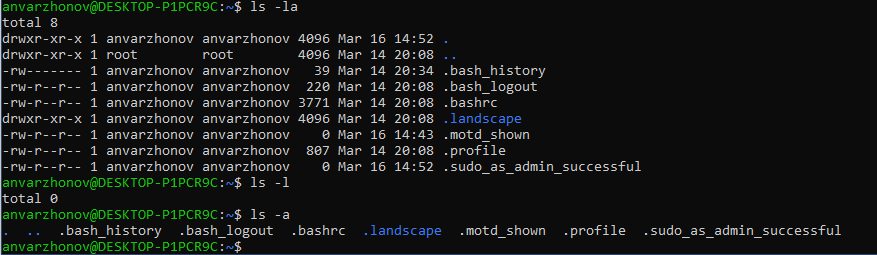 anvarzhonov@DESKTOP-P1PCR9C:~$ ls -la
total 8
drwxr-xr-x 1 anvarzhonov anvarzhonov 4096 Mar 16 14:52 .
drwxr-xr-x 1 root        root        4096 Mar 14 20:08 ..
-rw------- 1 anvarzhonov anvarzhonov   39 Mar 14 20:34 .bash_history
-rw-r--r-- 1 anvarzhonov anvarzhonov  220 Mar 14 20:08 .bash_logout
-rw-r--r-- 1 anvarzhonov anvarzhonov 3771 Mar 14 20:08 .bashrc
drwxr-xr-x 1 anvarzhonov anvarzhonov 4096 Mar 14 20:08 .landscape
-rw-r--r-- 1 anvarzhonov anvarzhonov    0 Mar 16 14:43 .motd_shown
-rw-r--r-- 1 anvarzhonov anvarzhonov  807 Mar 14 20:08 .profile
-rw-r--r-- 1 anvarzhonov anvarzhonov    0 Mar 16 14:52 .sudo_as_admin_successful
anvarzhonov@DESKTOP-P1PCR9C:~$ ls -l
total 0
anvarzhonov@DESKTOP-P1PCR9C:~$ ls -a
.  ..  .bash_history  .bash_logout  .bashrc  .landscape  .motd_shown  .profile  .sudo_as_admin_successful
anvarzhonov@DESKTOP-P1PCR9C:~$